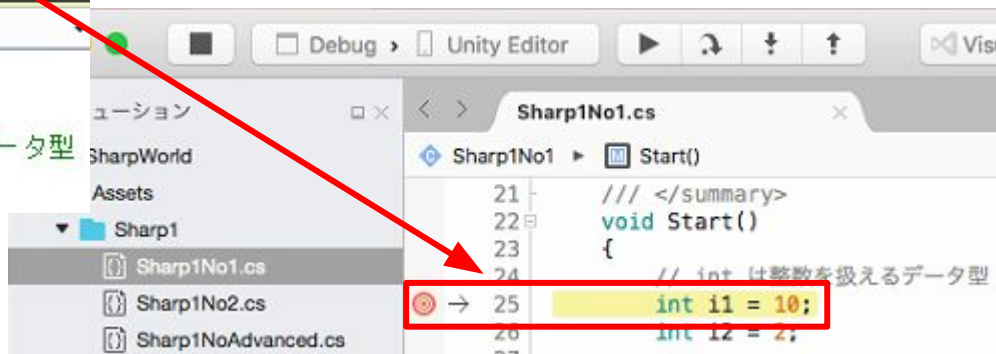 Debug › Unity Editor
ューション
Sharp1No1.cs
ータ型
SharpWorld
Sharp1No1 ▸ Start()
Assets
21 /// </summary>
Sharp1
22 void Start()
23 {
Sharp1No1.cs
24 // int は整数を扱えるデータ型
Sharp1No2.cs
25 int i1 = 10;
Sharp1NoAdvanced.cs
26 int i2 = 2;